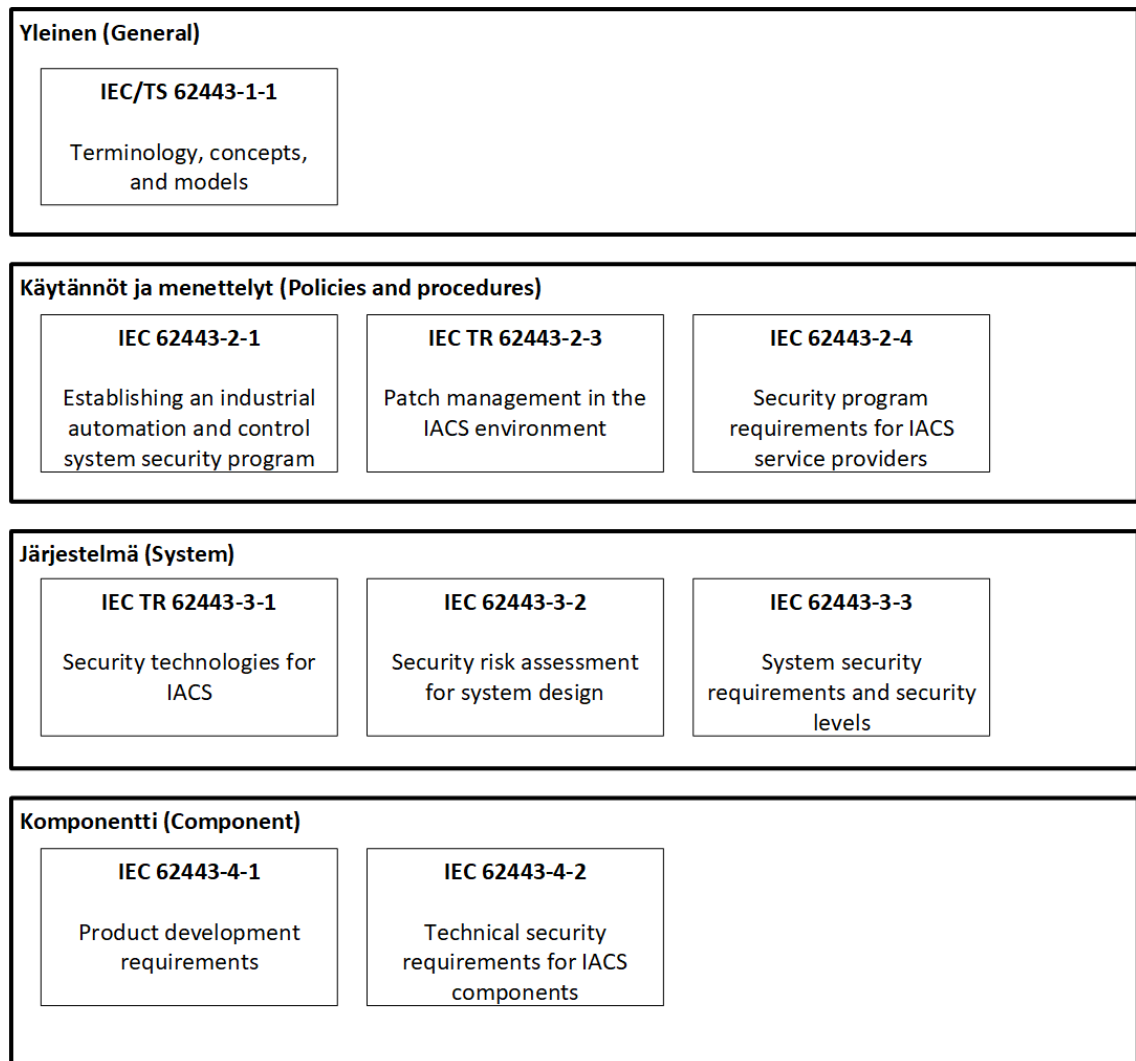 Yleinen (General)
IEC/TS 62443-1-1
Terminology, concepts,
and models
Käytännöt ja menettelyt (Policies and procedures)
IEC 62443-2-1
Establishing an industrial
automation and control
system security program
IEC TR 62443-2-3
Patch management in the
IACS environment
IEC 62443-2-4
Security program
requirements for IACS
service providers
Järjestelmä (System)
IEC TR 62443-3-1
Security technologies for
IACS
IEC 62443-3-2
Security risk assessment
for system design
IEC 62443-3-3
System security
requirements and security
levels
Komponentti (Component)
IEC 62443-4-1
Product development
requirements
IEC 62443-4-2
Technical security
requirements for IACS
components